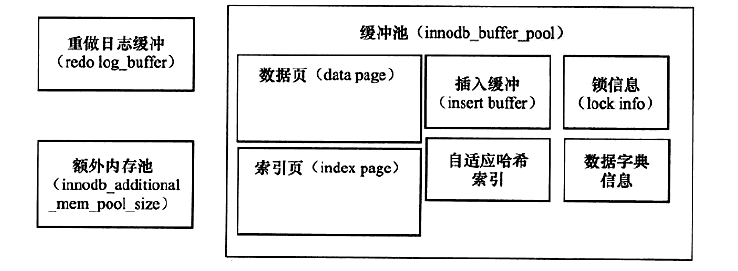 重做日志缓冲
（redo log_buffer）
额外内存池
（innodb_additional
_mem_pool_size）
缓冲池（innodb_buffer_pool）
数据页（data page）
插入缓冲
（insert buffer）
锁信息
（lock info）
索引页（index page）
自适应哈希
索引
数据字典
信息